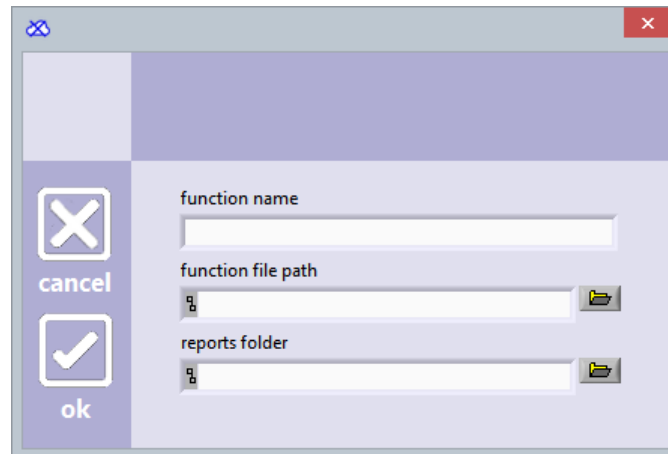 function name
function file path
cancel
reports folder
ok